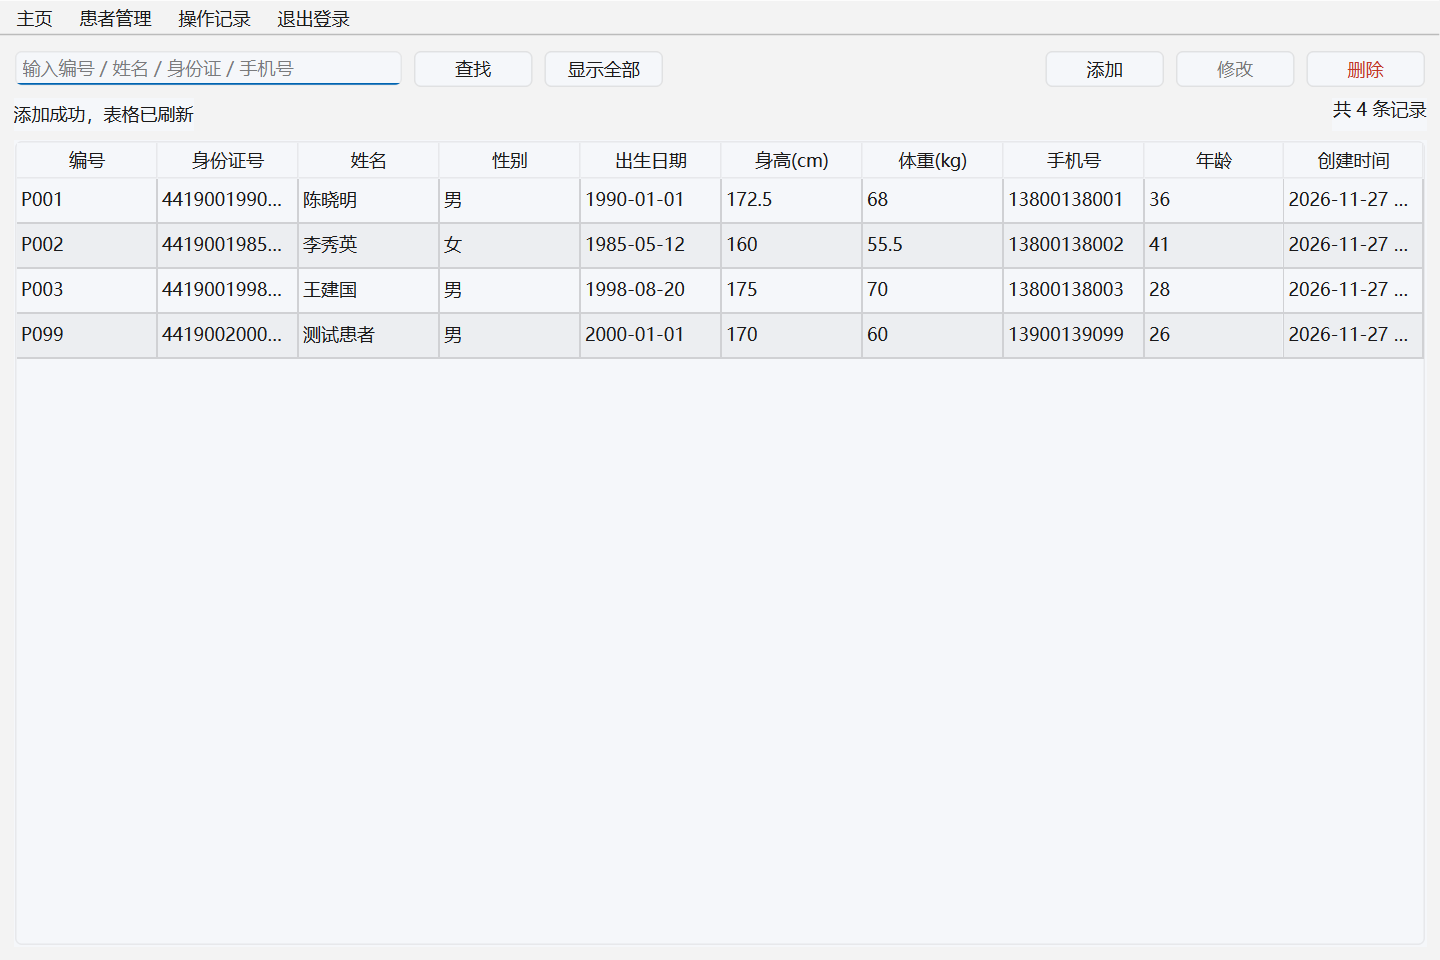 主页 患者管理 操作记录 退出登录
输入编号 / 姓名 / 身份证 / 手机号 查找 显示全部 添加 修改 删除
添加成功，表格已刷新 共 4 条记录
编号 身份证号 姓名 性别 出生日期 身高(cm) 体重(kg) 手机号 年龄 创建时间
P001 4419001990... 陈晓明 男 1990-01-01 172.5 68 13800138001 36 2026-11-27 ...
P002 4419001985... 李秀英 女 1985-05-12 160 55.5 13800138002 41 2026-11-27 ...
P003 4419001998... 王建国 男 1998-08-20 175 70 13800138003 28 2026-11-27 ...
P099 4419002000... 测试患者 男 2000-01-01 170 60 13900139099 26 2026-11-27 ...